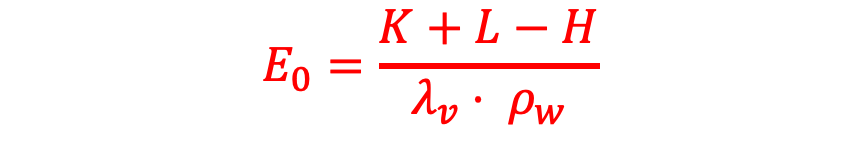 E₀ = (K + L − H) / (λᵥ · ρ_w)